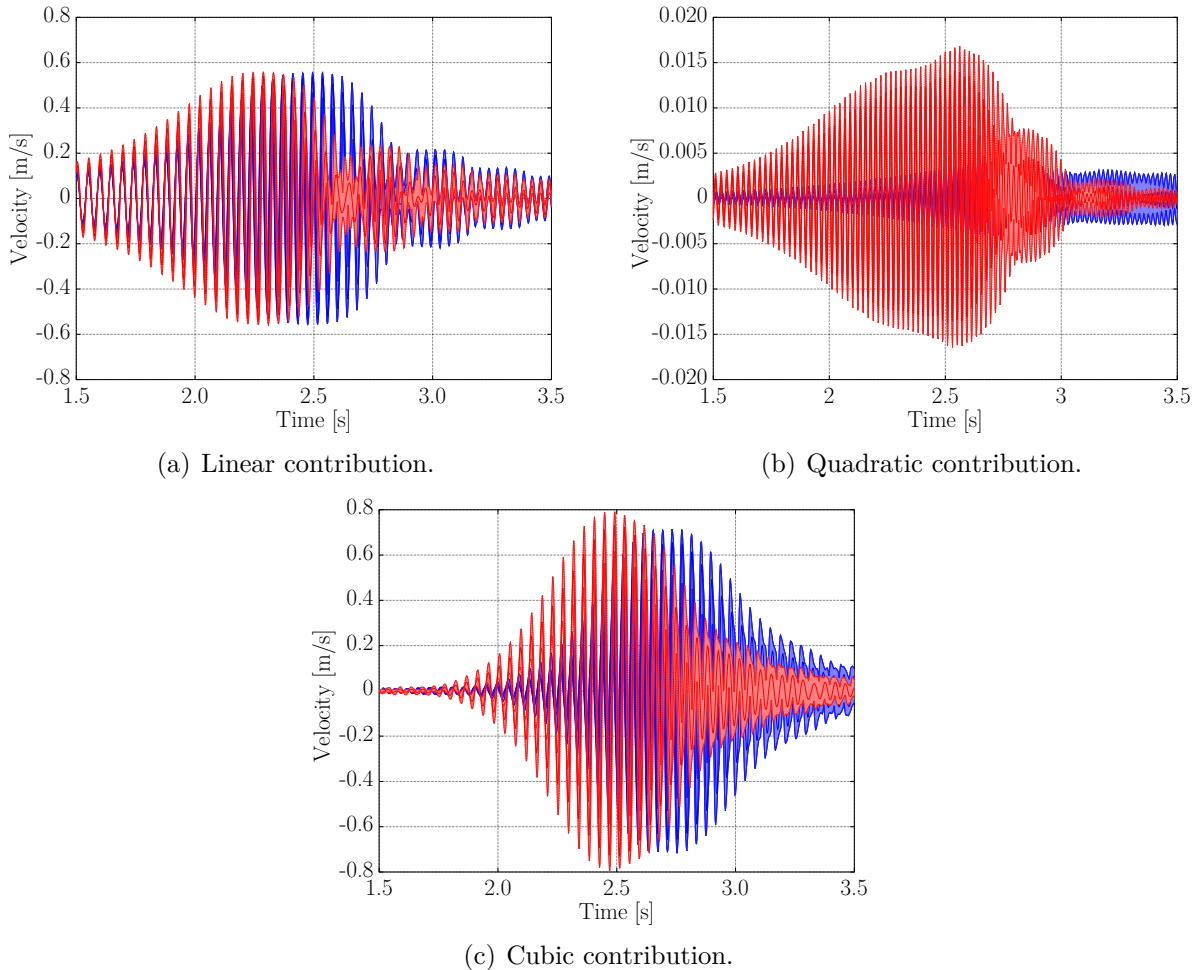 0.8
0.6
0.4
0.2
0
-0.2
-0.4
-0.6
-0.8
Velocity [m/s]
1.5 2.0 2.5 3.0 3.5
Time [s]
(a) Linear contribution.
0.020
0.015
0.010
0.005
0
-0.005
-0.010
-0.015
-0.020
Velocity [m/s]
1.5 2 2.5 3 3.5
Time [s]
(b) Quadratic contribution.
0.8
0.6
0.4
0.2
0
-0.2
-0.4
-0.6
-0.8
Velocity [m/s]
1.5 2.0 2.5 3.0 3.5
Time [s]
(c) Cubic contribution.